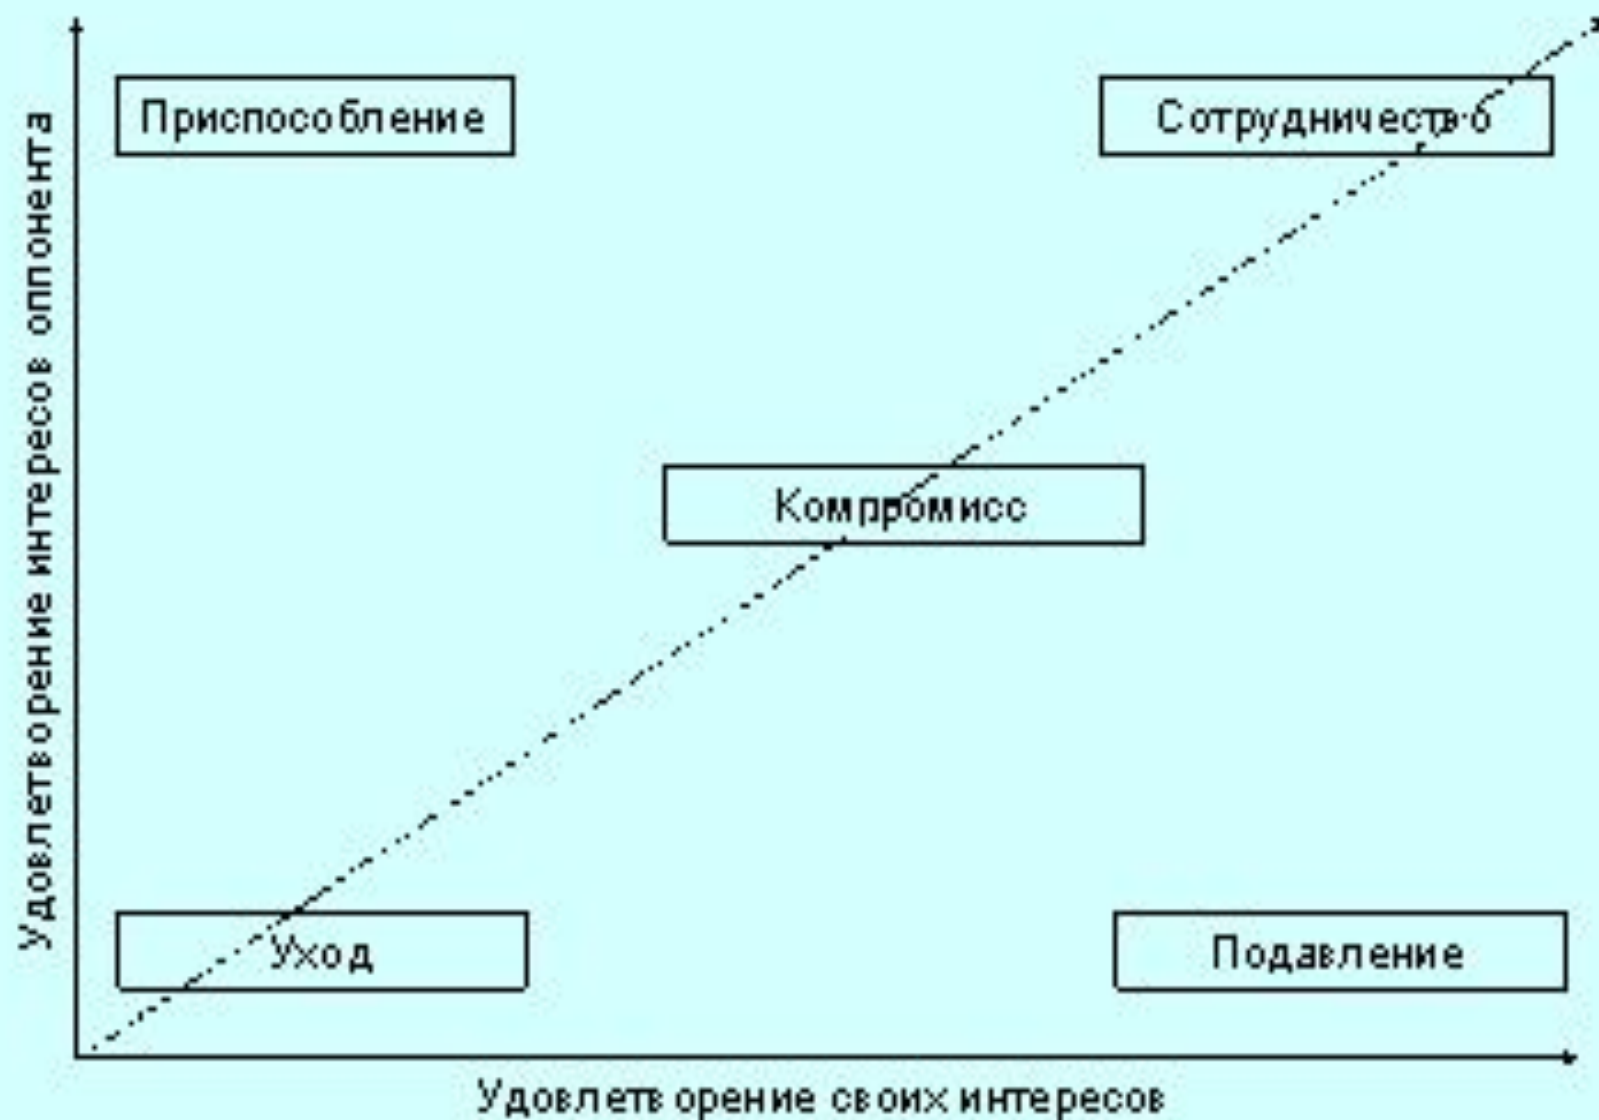 Удовлетворение интересов оппонента
Приспособление
Сотрудничество
Компромисс
Уход
Подавление
Удовлетворение своих интересов